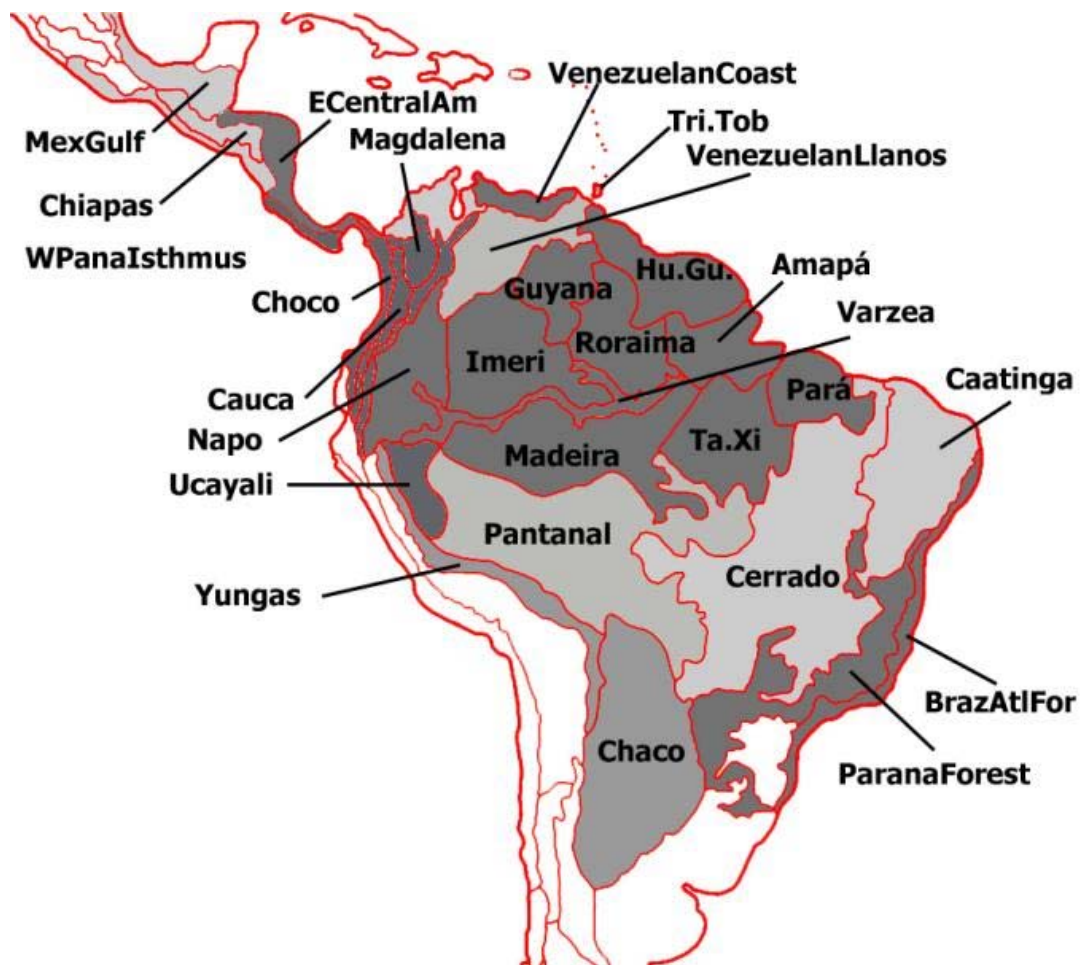 VenezuelanCoast
ECentralAm
Tri.Tob
MexGulf
Magdalena
VenezuelanLlanos
Chiapas
WPanaIsthmus
Hu.Gu.
Amapá
Choco
Guyana
Varzea
Roraima
Imeri
Caatinga
Pará
Cauca
Napo
Ta.Xi
Madeira
Ucayali
Pantanal
Cerrado
Yungas
BrazAtlFor
Chaco
ParanaForest